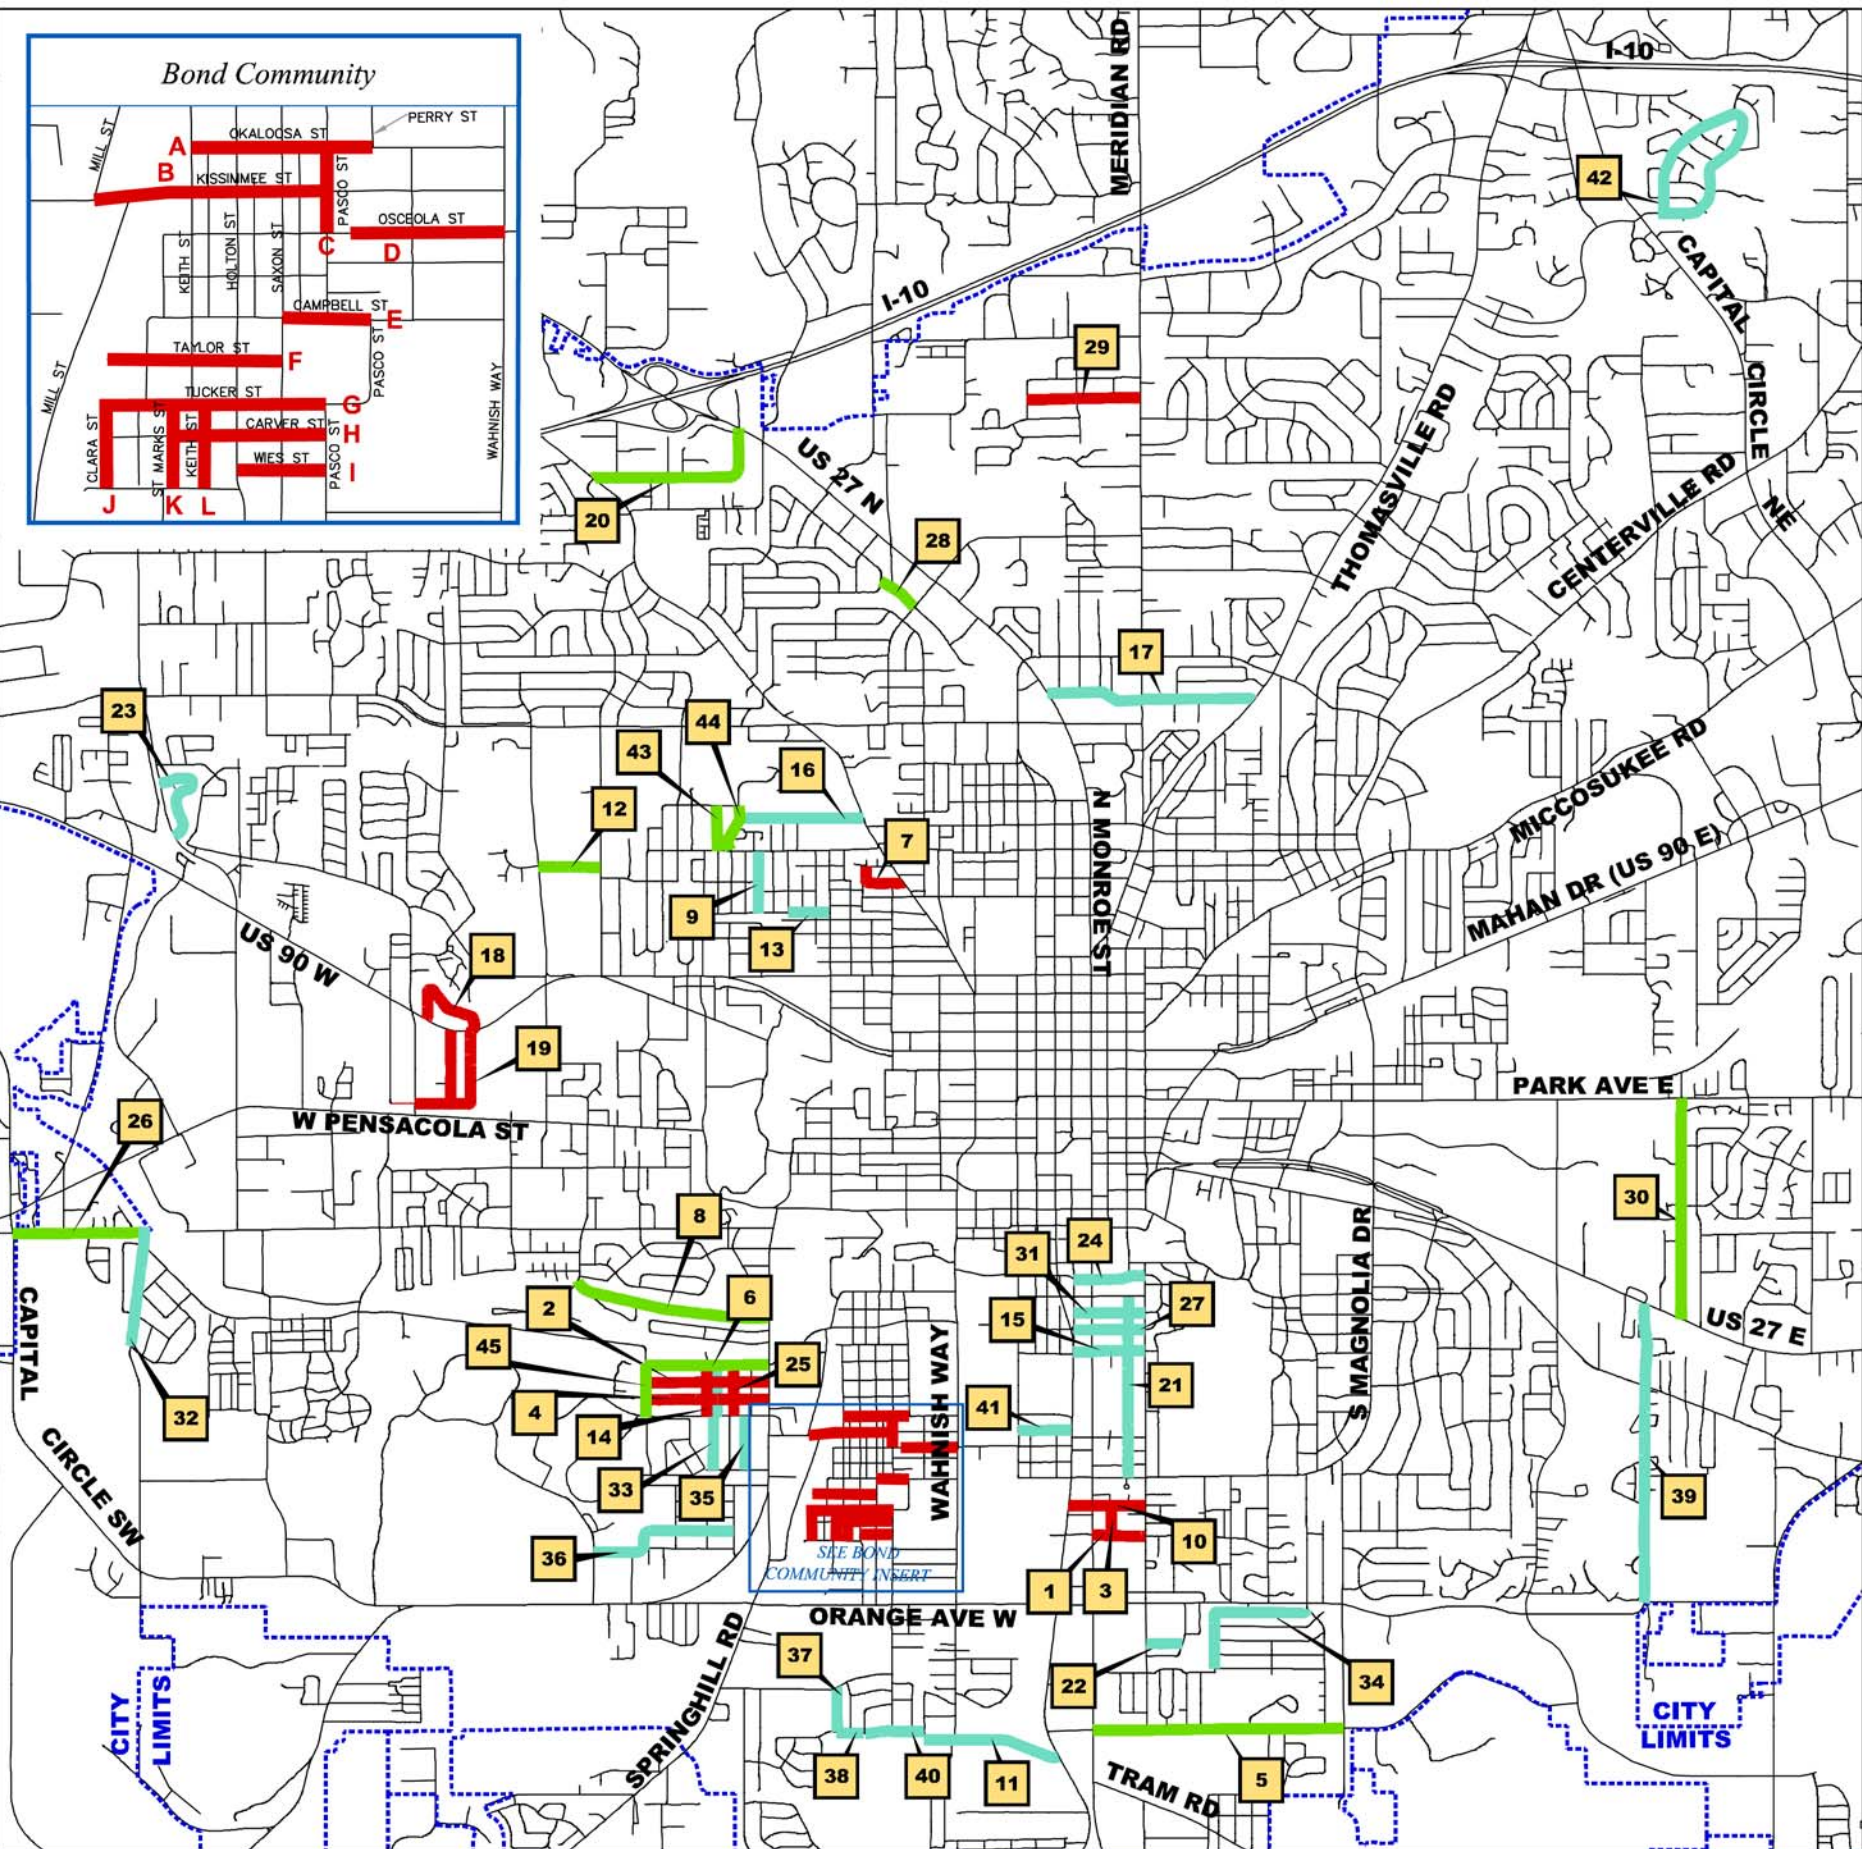 Bond Community
PERRY ST
OKALOOSA ST
A
MILL ST
B
KISSIMMEE ST
PASCO ST
OSCEOLA ST
C
D
KEITH ST
HOLTON ST
SAXON ST
CAMPBELL ST
E
TAYLOR ST
F
PASCO ST
MILL ST
TUCKER ST
G
WAHNISH WAY
CLARA ST
ST MARKS ST
KEITH ST
CARVER ST
H
WIES ST
PASCO ST
I
J
K
L
MERIDIAN RD
I-10
42
CAPITAL
CIRCLE
NE
I-10
29
US 27 N
20
28
THOMASVILLE RD
CENTERVILLE RD
17
23
44
43
16
12
7
N MONROE ST
MICCOSUKEE RD
MAHAN DR (US 90 E)
9
13
US 90 W
18
19
PARK AVE E
26
W PENSACOLA ST
30
8
31
24
S MAGNOLIA DR
2
6
27
15
US 27 E
CAPITAL
CIRCLE SW
45
25
WAHNISH WAY
21
32
4
41
14
33
35
39
10
36
SEE BOND
COMMUNITY INSERT
1
3
ORANGE AVE W
SPRINGHILL RD
37
22
34
CITY
LIMITS
CITY
LIMITS
38
40
11
TRAM RD
5